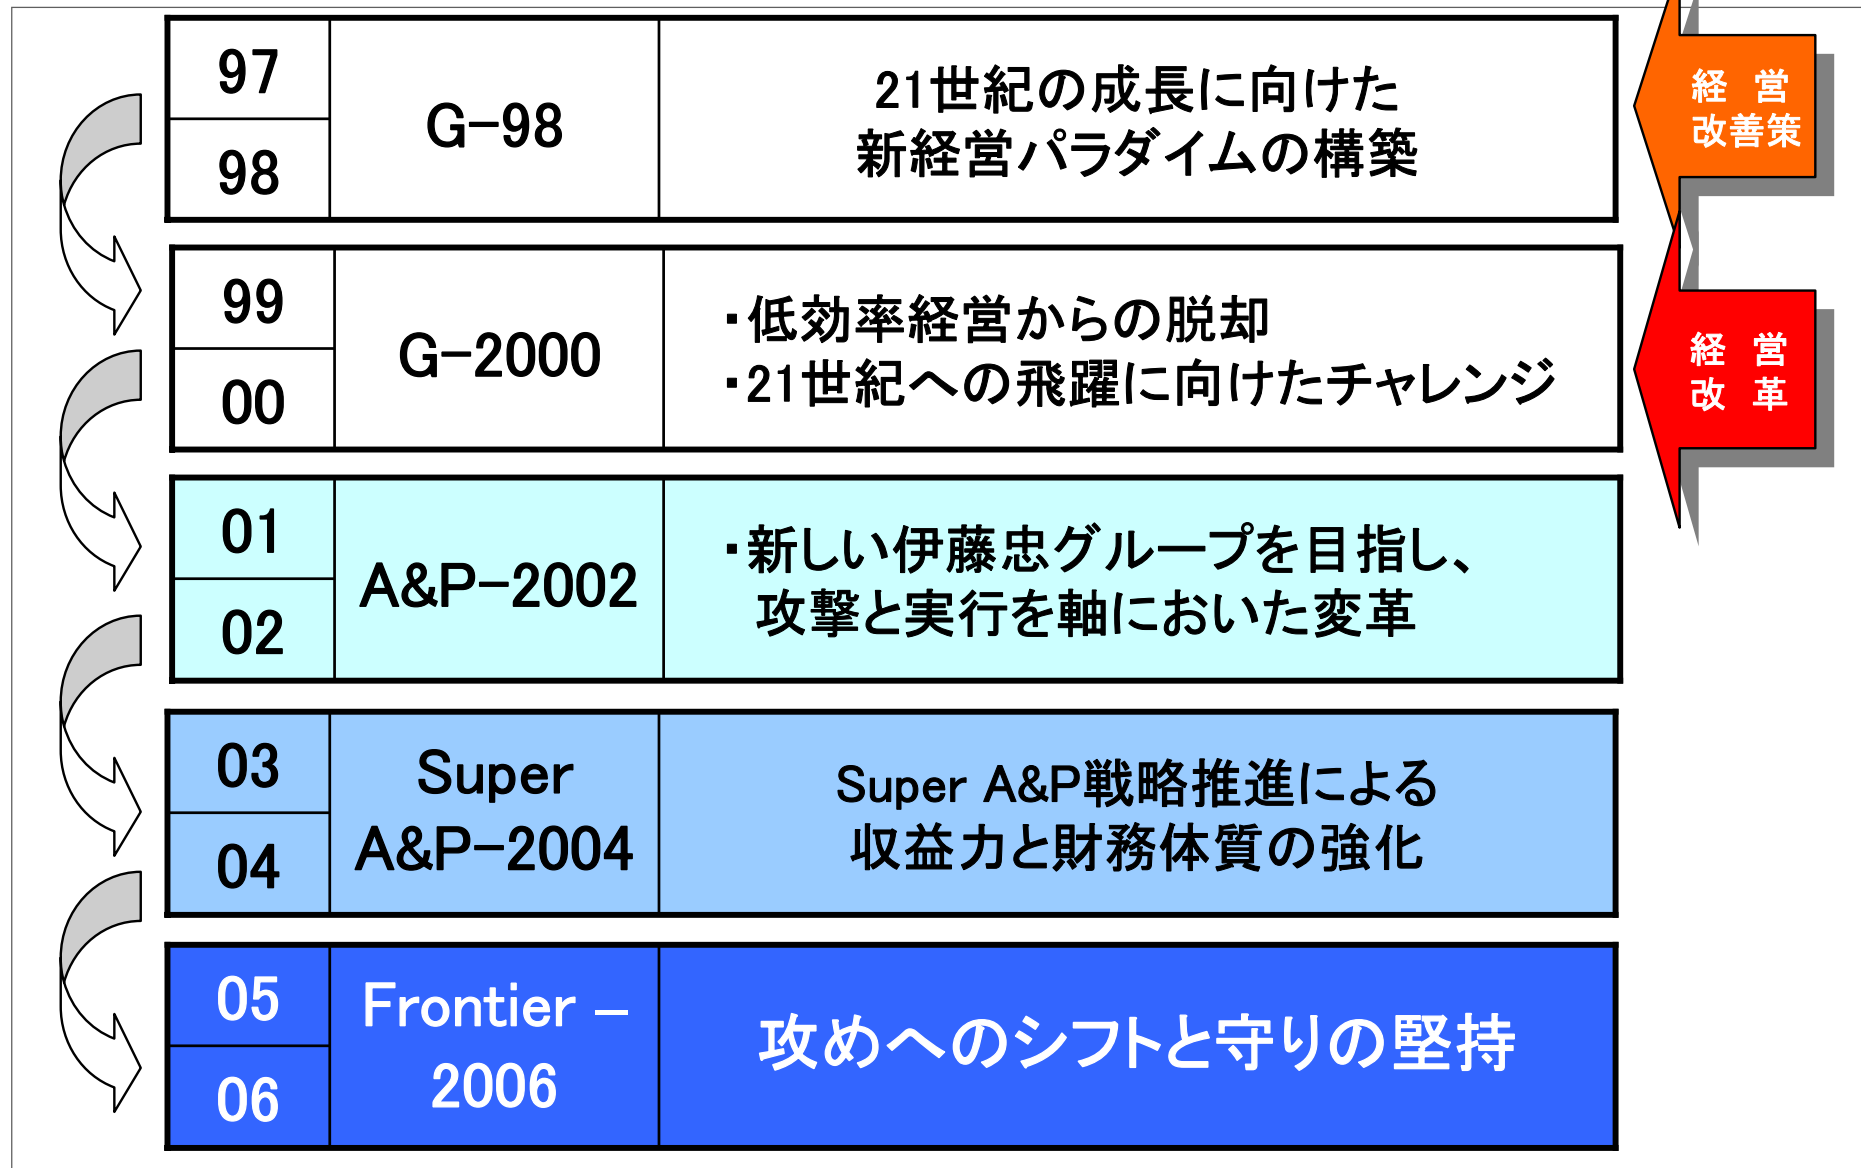 97
98
G-98
21世紀の成長に向けた
新経営パラダイムの構築
経 営
改善策
99
00
G-2000
・低効率経営からの脱却
・21世紀への飛躍に向けたチャレンジ
経 営
改 革
01
02
A&P-2002
・新しい伊藤忠グループを目指し、
攻撃と実行を軸においた変革
03
04
Super
A&P-2004
Super A&P戦略推進による
収益力と財務体質の強化
05
06
Frontier –
2006
攻めへのシフトと守りの堅持